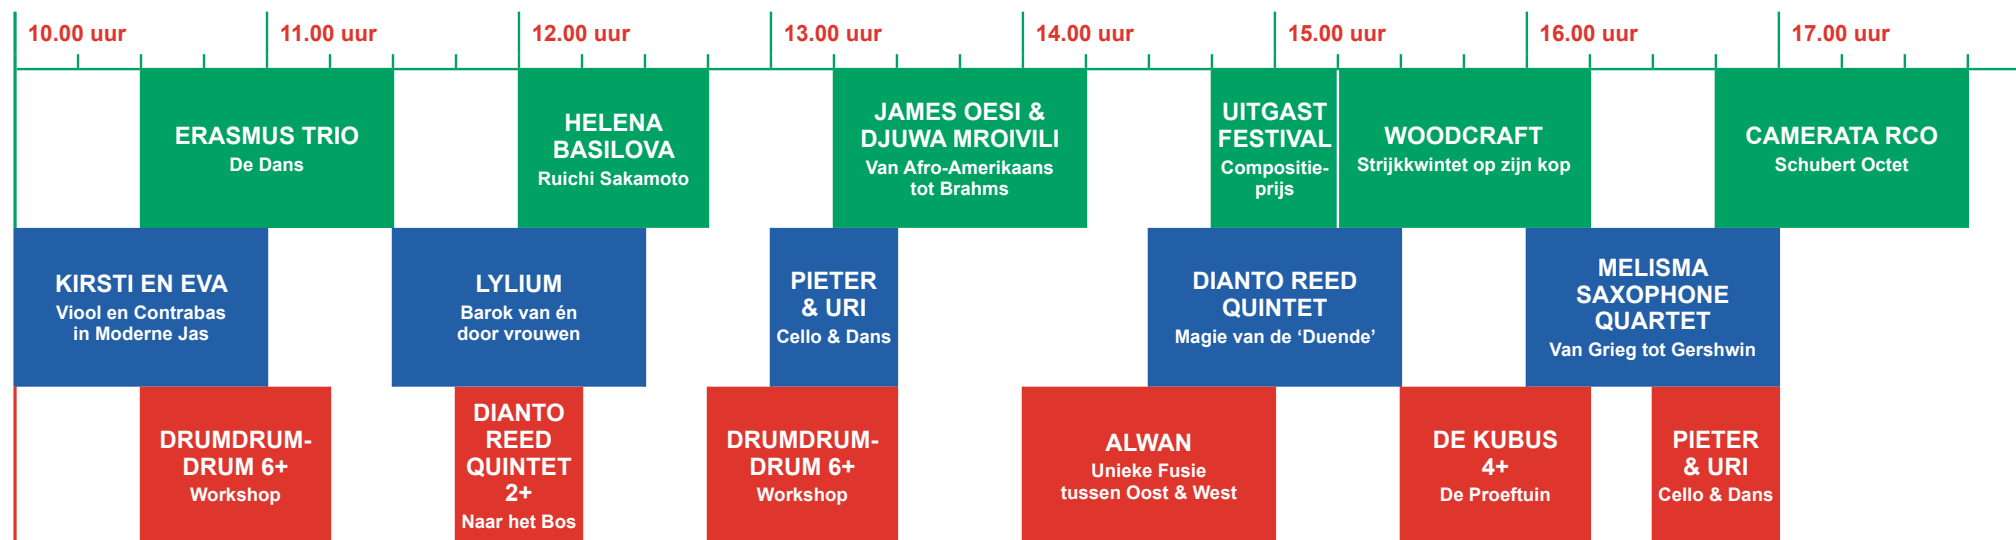 10.00 uur
11.00 uur
12.00 uur
13.00 uur
14.00 uur
15.00 uur
16.00 uur
17.00 uur
ERASMUS TRIO
De Dans
HELENA
BASILOVA
Ruichi Sakamoto
JAMES OESI &
DJUWA MROIVILI
Van Afro-Amerikaans
tot Brahms
UITGAST
FESTIVAL
Compositie-
prijs
WOODCRAFT
Strijkkwintet op zijn kop
CAMERATA RCO
Schubert Octet
KIRSTI EN EVA
Viool en Contrabas
in Moderne Jas
LYLIUM
Barok van én
door vrouwen
PIETER
& URI
Cello & Dans
DIANTO REED
QUINTET
Magie van de ‘Duende’
MELISMA
SAXOPHONE
QUARTET
Van Grieg tot Gershwin
DRUMDRUM-
DRUM 6+
Workshop
DIANTO
REED
QUINTET
2+
Naar het Bos
DRUMDRUM-
DRUM 6+
Workshop
ALWAN
Unieke Fusie
tussen Oost & West
DE KUBUS
4+
De Proeftuin
PIETER
& URI
Cello & Dans